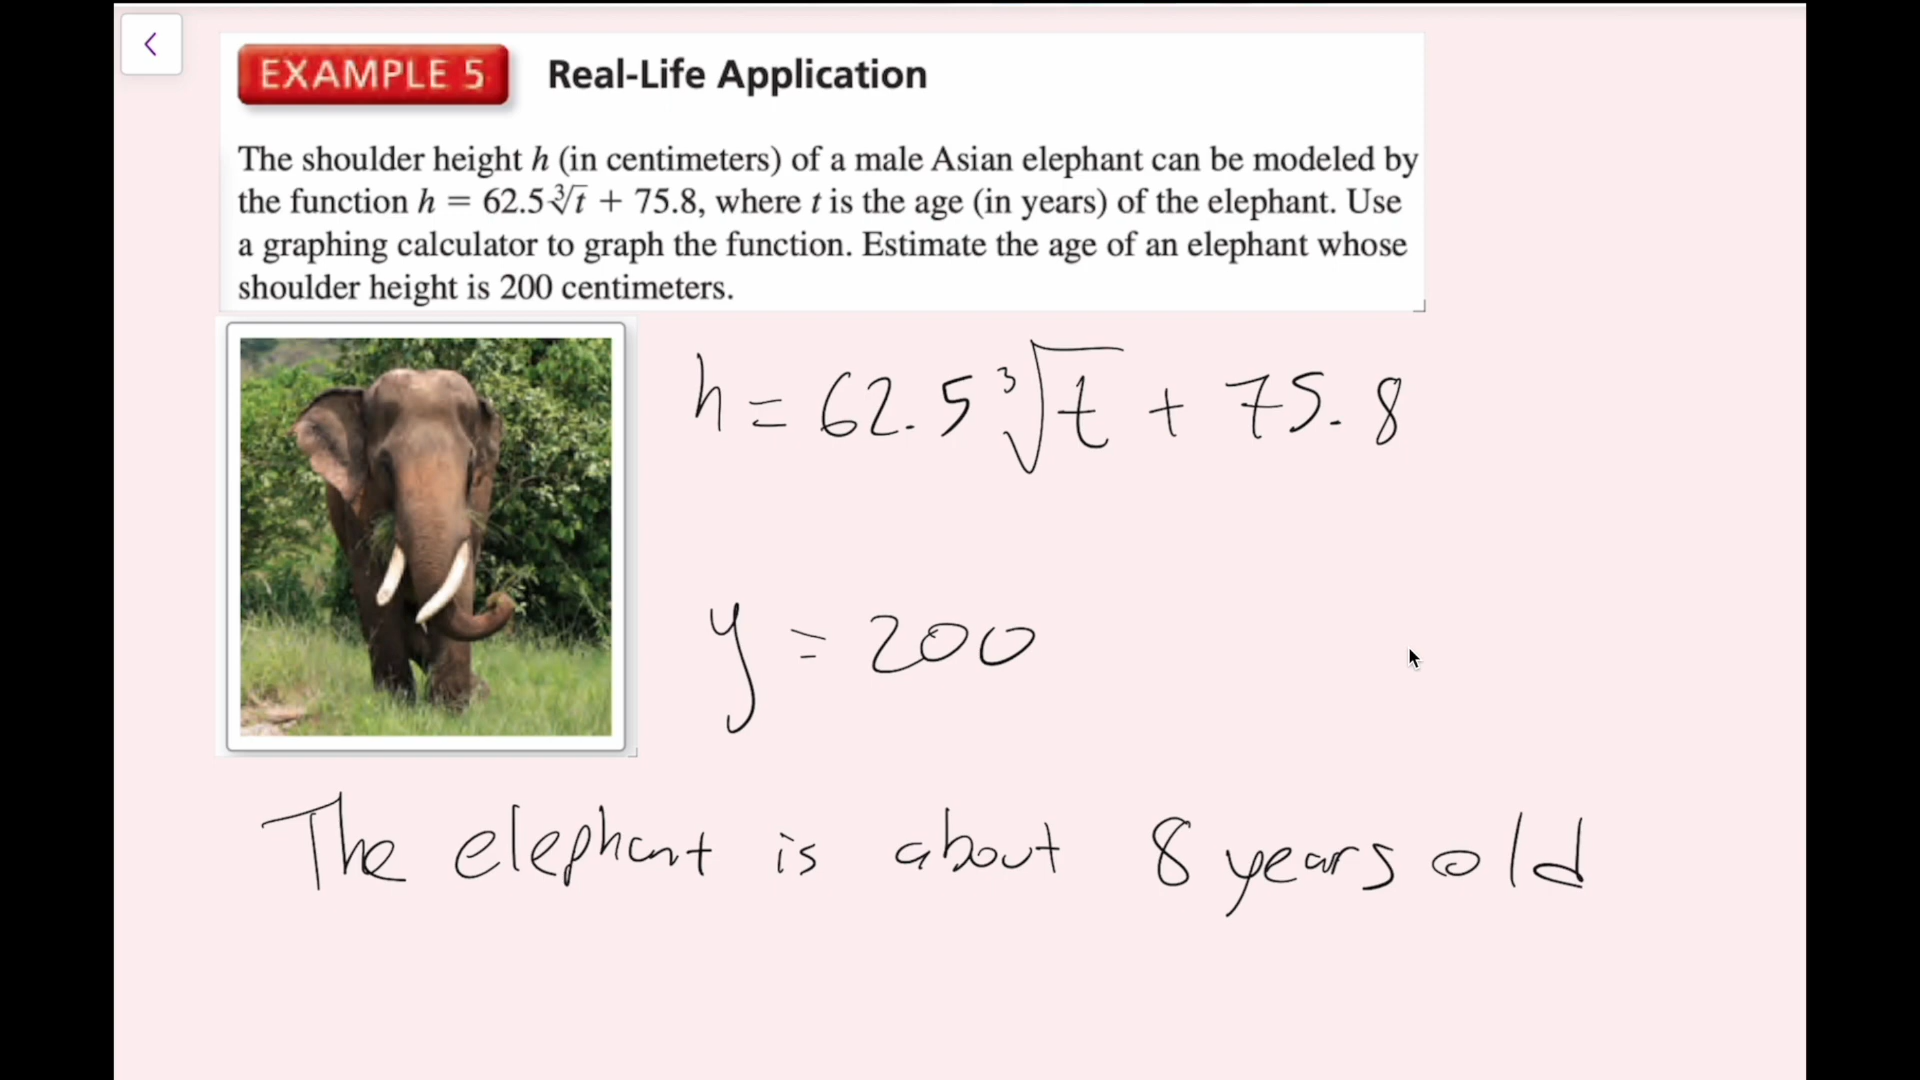 EXAMPLE 5 Real-Life Application
The shoulder height h (in centimeters) of a male Asian elephant can be modeled by
the function h = 62.5∛t + 75.8, where t is the age (in years) of the elephant. Use
a graphing calculator to graph the function. Estimate the age of an elephant whose
shoulder height is 200 centimeters.
h = 62.5 ∛t + 75.8
y = 200
The elephant is about 8 years old